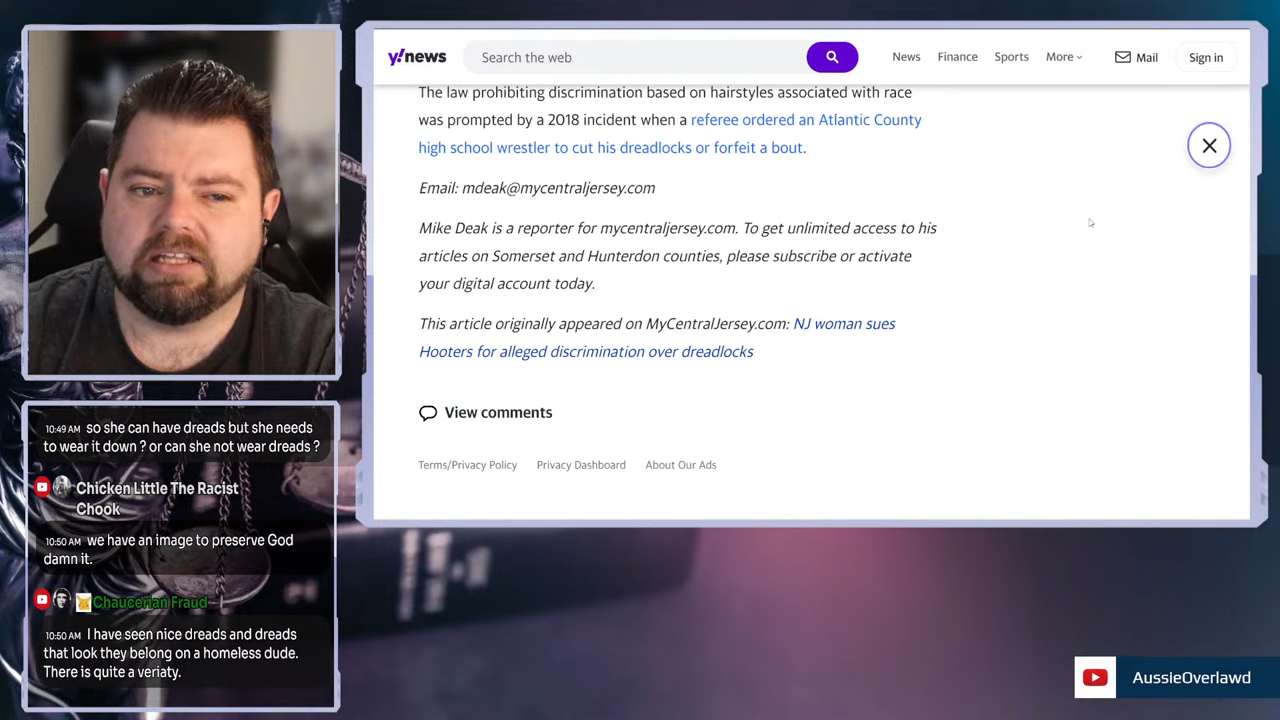 y!news
Search the web
News
Finance
Sports
More
Mail
Sign in
The law prohibiting discrimination based on hairstyles associated with race
was prompted by a 2018 incident when a referee ordered an Atlantic County
high school wrestler to cut his dreadlocks or forfeit a bout.
Email: mdeak@mycentraljersey.com
Mike Deak is a reporter for mycentraljersey.com. To get unlimited access to his
articles on Somerset and Hunterdon counties, please subscribe or activate
your digital account today.
This article originally appeared on MyCentralJersey.com: NJ woman sues
Hooters for alleged discrimination over dreadlocks
View comments
Terms/Privacy Policy
Privacy Dashboard
About Our Ads
10:49 AM so she can have dreads but she needs
to wear it down ? or can she not wear dreads ?
Chicken Little The Racist
Chook
10:50 AM we have an image to preserve God
damn it.
Chaucerian Fraud
10:50 AM I have seen nice dreads and dreads
that look they belong on a homeless dude.
There is quite a veriaty.
AussieOverlawd